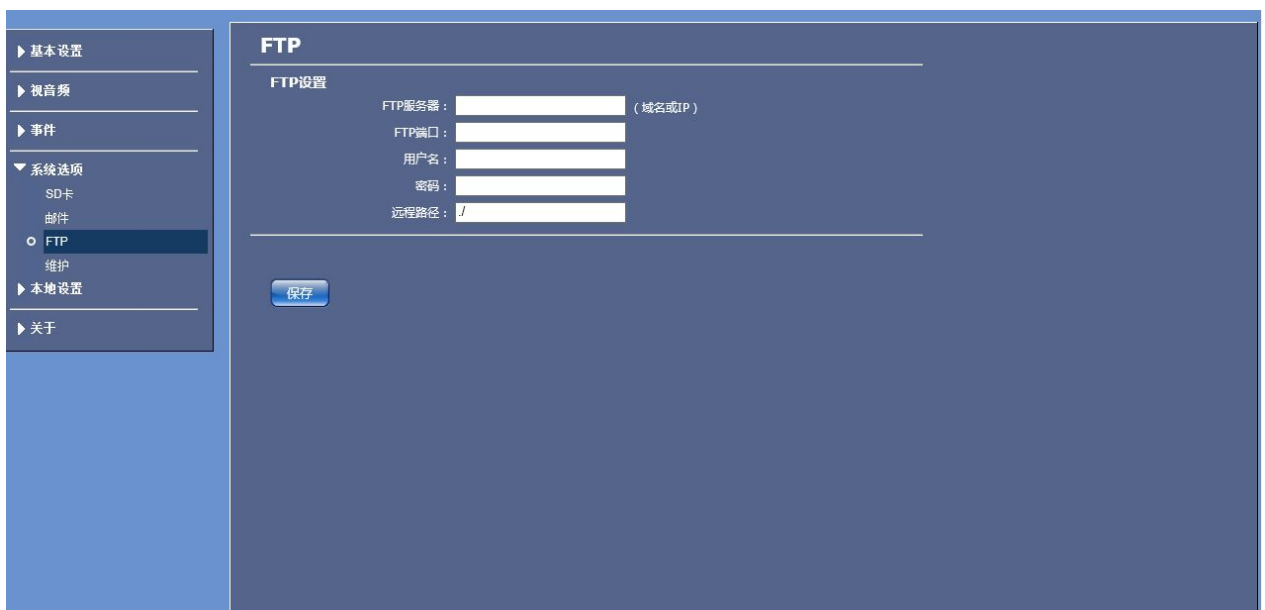 基本设置
视音频
事件
系统选项
SD卡
邮件
FTP
维护
本地设置
关于
FTP
FTP设置
FTP服务器： （域名或IP）
FTP端口：
用户名：
密码：
远程路径： ./
保存